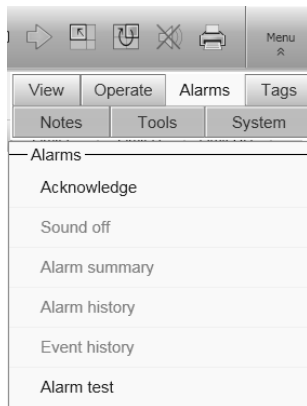 Menu
View Operate Alarms Tags
Notes Tools System
Alarms
Acknowledge
Sound off
Alarm summary
Alarm history
Event history
Alarm test